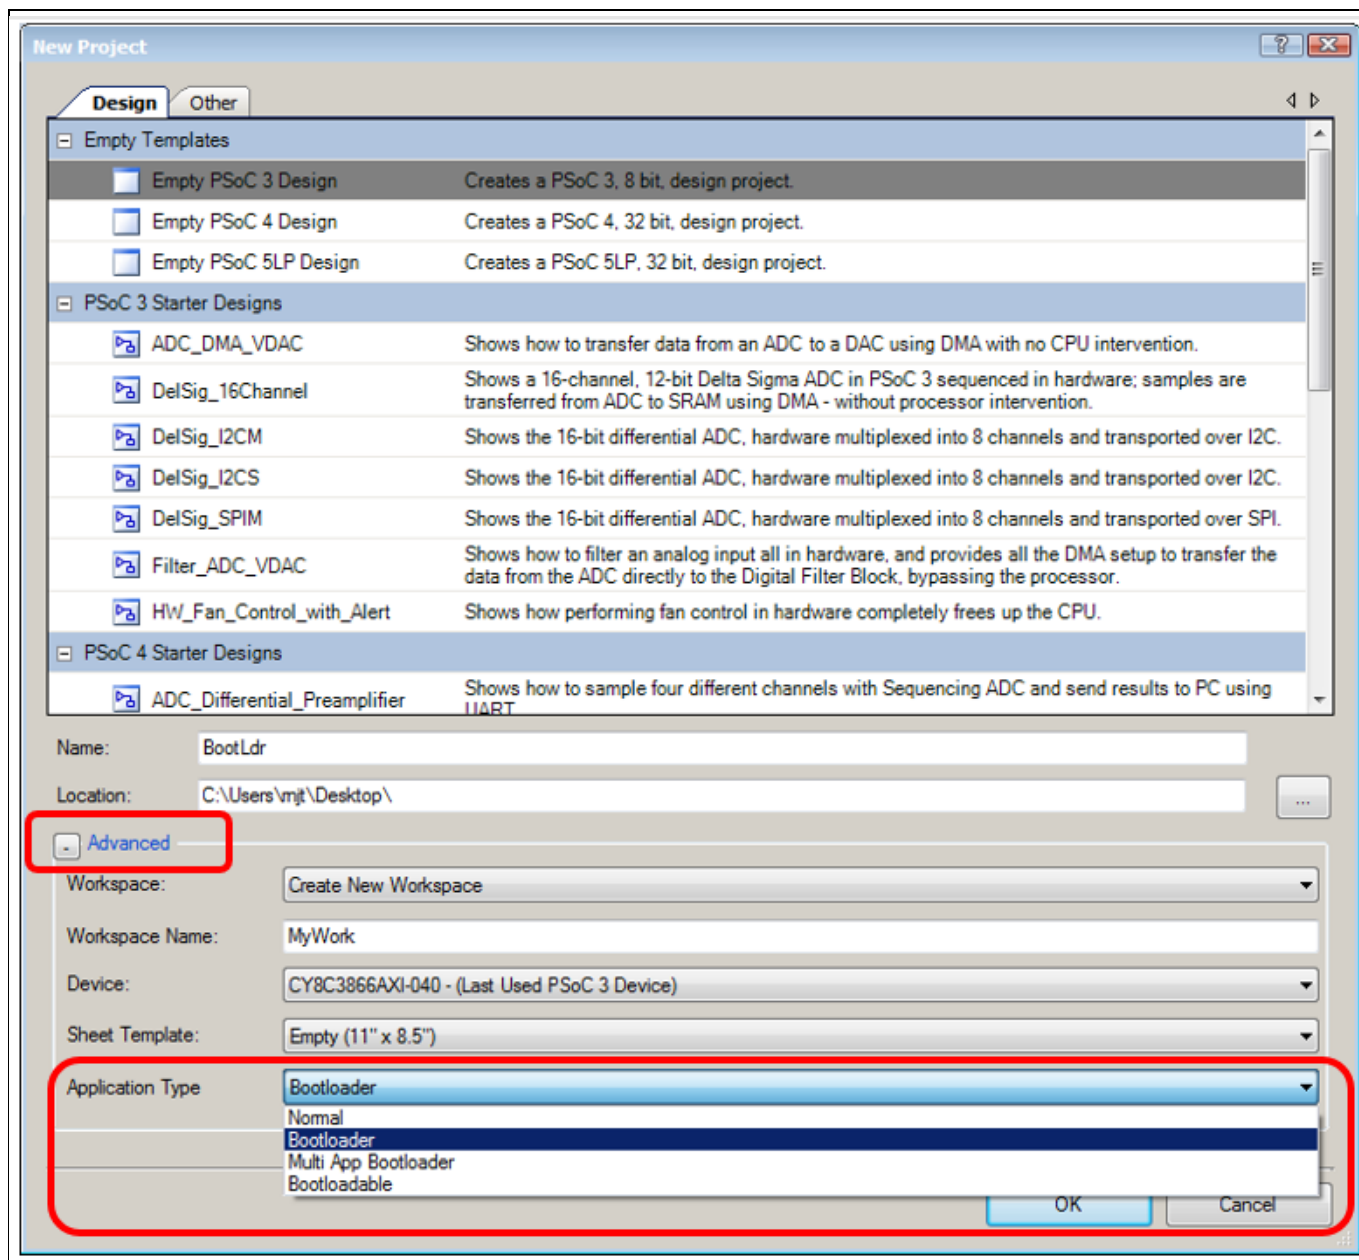 New Project
Design Other
Empty Templates
Empty PSoC 3 Design Creates a PSoC 3, 8 bit, design project.
Empty PSoC 4 Design Creates a PSoC 4, 32 bit, design project.
Empty PSoC 5LP Design Creates a PSoC 5LP, 32 bit, design project.
PSoC 3 Starter Designs
ADC_DMA_VDAC Shows how to transfer data from an ADC to a DAC using DMA with no CPU intervention.
DelSig_16Channel Shows a 16-channel, 12-bit Delta Sigma ADC in PSoC 3 sequenced in hardware; samples are
transferred from ADC to SRAM using DMA - without processor intervention.
DelSig_I2CM Shows the 16-bit differential ADC, hardware multiplexed into 8 channels and transported over I2C.
DelSig_I2CS Shows the 16-bit differential ADC, hardware multiplexed into 8 channels and transported over I2C.
DelSig_SPIM Shows the 16-bit differential ADC, hardware multiplexed into 8 channels and transported over SPI.
Filter_ADC_VDAC Shows how to filter an analog input all in hardware, and provides all the DMA setup to transfer the
data from the ADC directly to the Digital Filter Block, bypassing the processor.
HW_Fan_Control_with_Alert Shows how performing fan control in hardware completely frees up the CPU.
PSoC 4 Starter Designs
ADC_Differential_Preamplifier Shows how to sample four different channels with Sequencing ADC and send results to PC using
UART
Name: BootLdr
Location: C:\Users\mjt\Desktop\ ...
- Advanced
Workspace: Create New Workspace
Workspace Name: MyWork
Device: CY8C3866AXI-040 - (Last Used PSoC 3 Device)
Sheet Template: Empty (11" x 8.5")
Application Type Bootloader
Normal
Bootloader
Multi App Bootloader
Bootloadable
OK Cancel